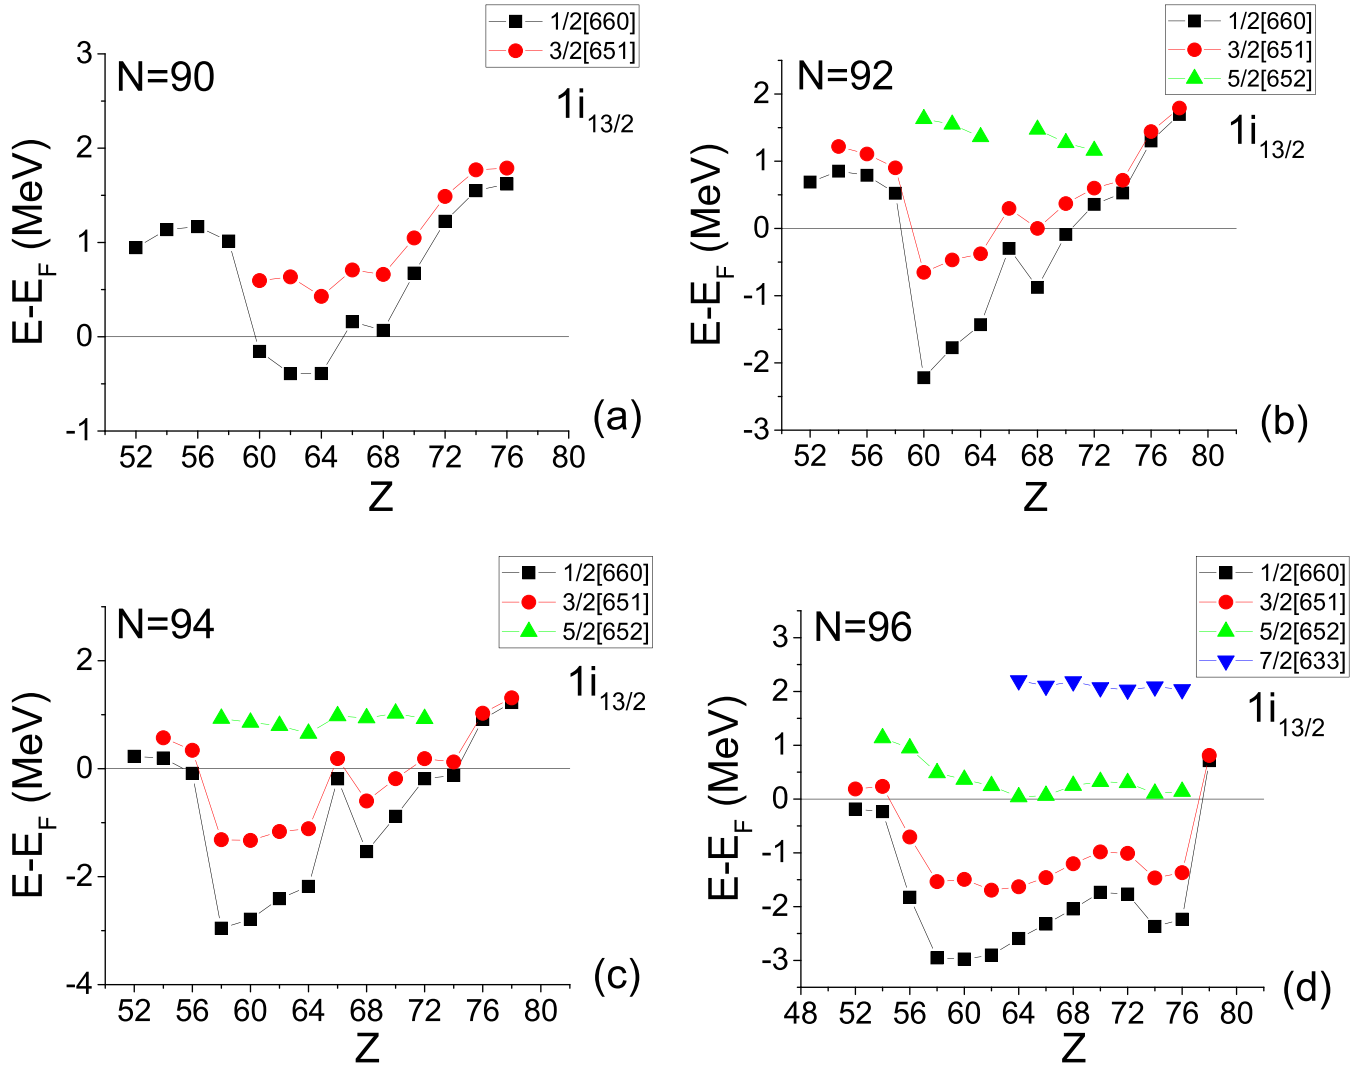 1/2[660]
3/2[651]
N=90
1i13/2
3
2
1
0
-1
E-EF (MeV)
52 56 60 64 68 72 76 80
Z
(a)
1/2[660]
3/2[651]
5/2[652]
N=92
1i13/2
2
1
0
-1
-2
-3
E-EF (MeV)
52 56 60 64 68 72 76 80
Z
(b)
1/2[660]
3/2[651]
5/2[652]
N=94
1i13/2
2
0
-2
-4
E-EF (MeV)
52 56 60 64 68 72 76 80
Z
(c)
1/2[660]
3/2[651]
5/2[652]
7/2[633]
N=96
1i13/2
3
2
1
0
-1
-2
-3
E-EF (MeV)
48 52 56 60 64 68 72 76 80
Z
(d)